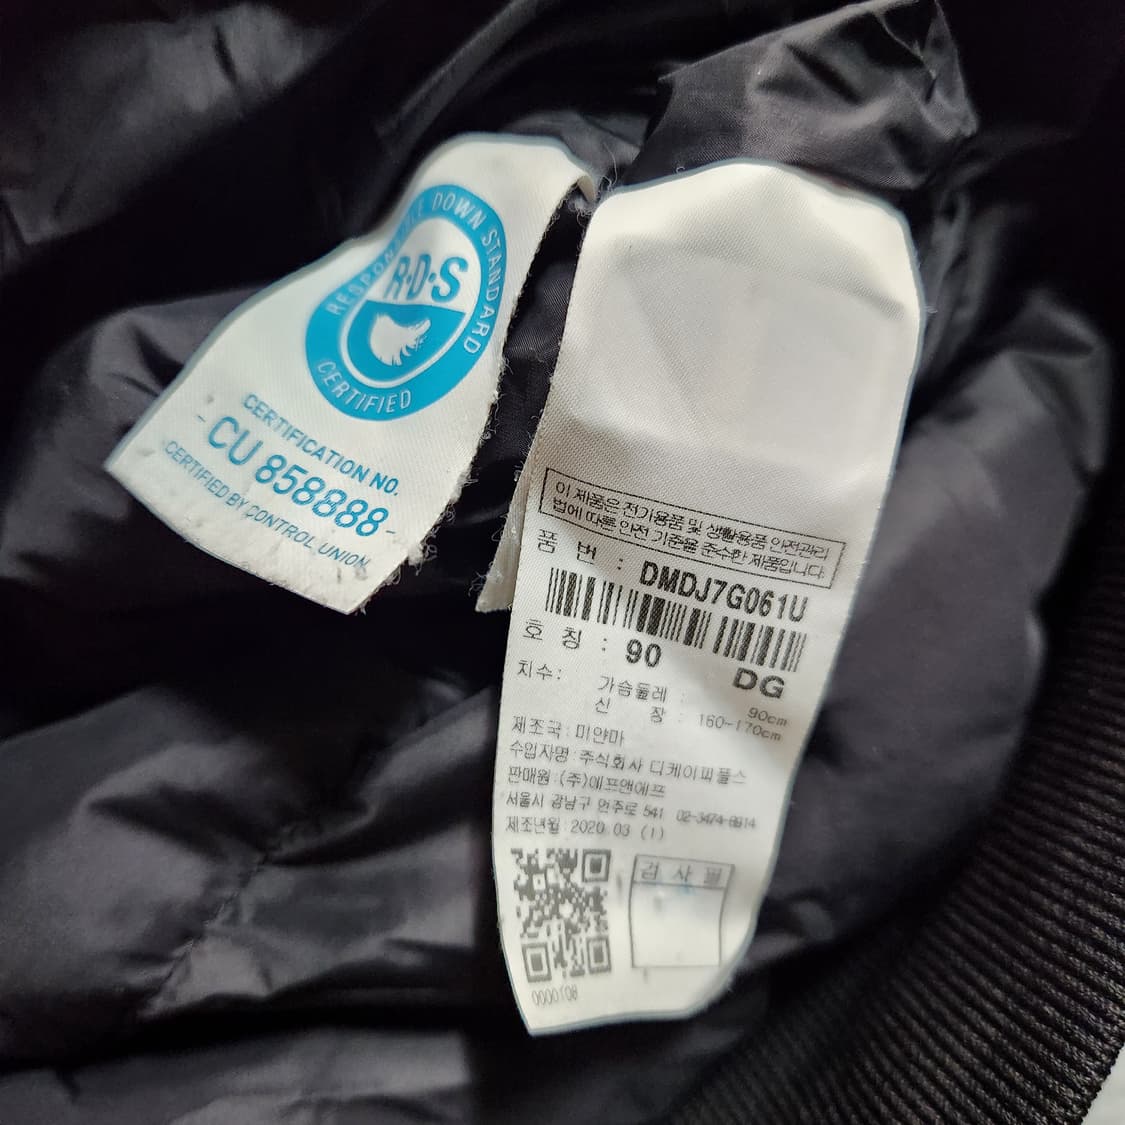 RESPONSIBLE DOWN STANDARD
R·D·S
CERTIFIED
CERTIFICATION NO.
- CU 858888 -
CERTIFIED BY CONTROL UNION
이 제품은 전기용품 및 생활용품 안전관리
법에 따른 안전 기준을 준수한 제품입니다.
품 번 : DMDJ7G061U
호 칭 : 90 DG
치수: 가슴둘레 : 90cm
신 장 : 160-170cm
제조국 : 미얀마
수입자명 : 주식회사 디케이피플스
판매원 : (주)에프앤에프
서울시 강남구 언주로 541 02-3474-8914
제조년월 : 2020 03 (1)
검 사 필
0000108